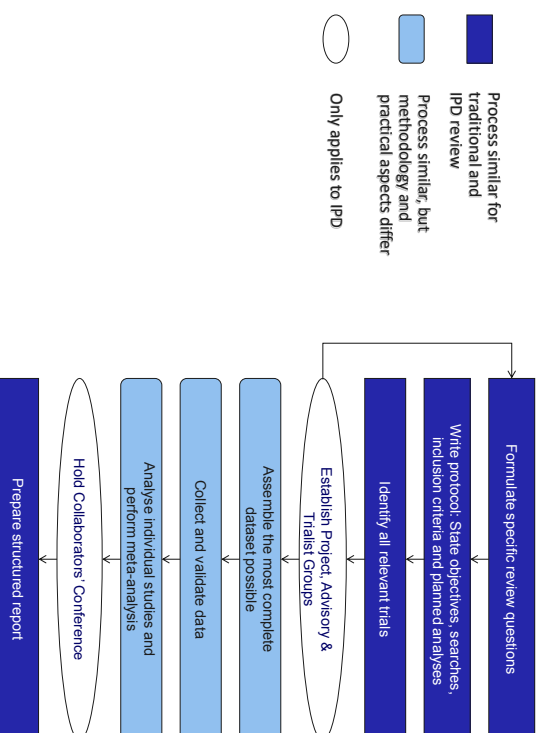 Formulate specific review questions
Write protocol: State objectives, searches,
inclusion criteria and planned analyses
Identify all relevant trials
Establish Project, Advisory &
Trialist Groups
Assemble the most complete
dataset possible
Collect and validate data
Analyse individual studies and
perform meta-analysis
Hold Collaborators' Conference
Prepare structured report
Process similar for
traditional and
IPD review
Process similar, but
methodology and
practical aspects differ
Only applies to IPD